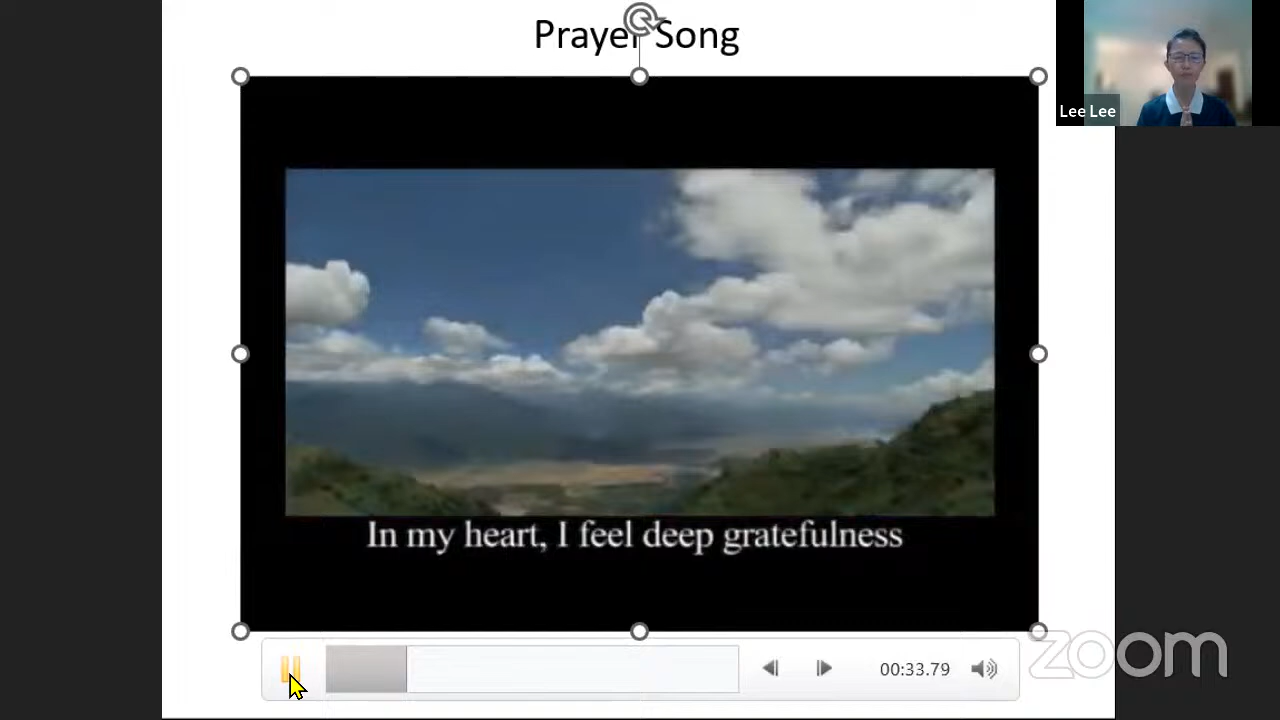 Prayer Song
Lee Lee
In my heart, I feel deep gratefulness
00:33.79
zoom